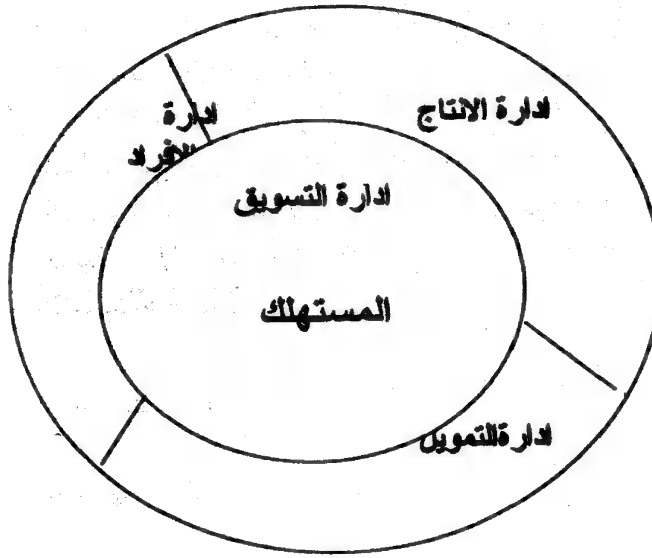 ادارة الانتاج
ادارة
الافراد
ادارة التسويق
المستهلك
ادارةالتمويل